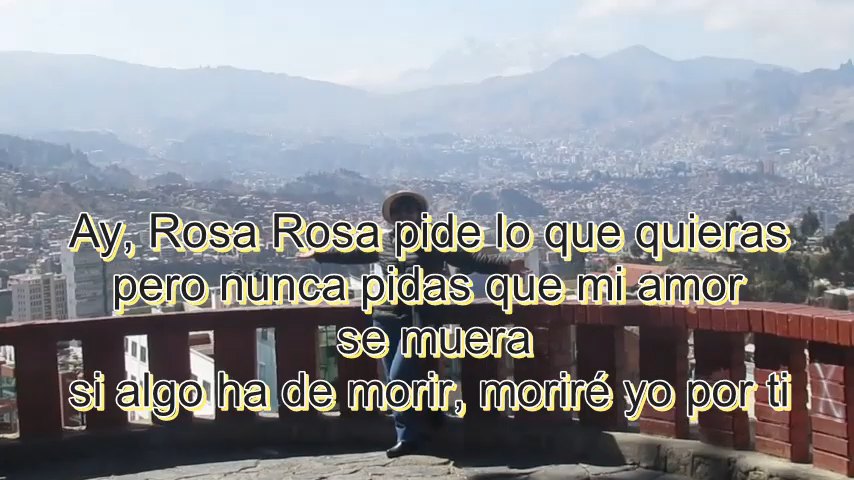 Ay, Rosa Rosa pide lo que quieras
pero nunca pidas que mi amor
se muera
si algo ha de morir, moriré yo por ti